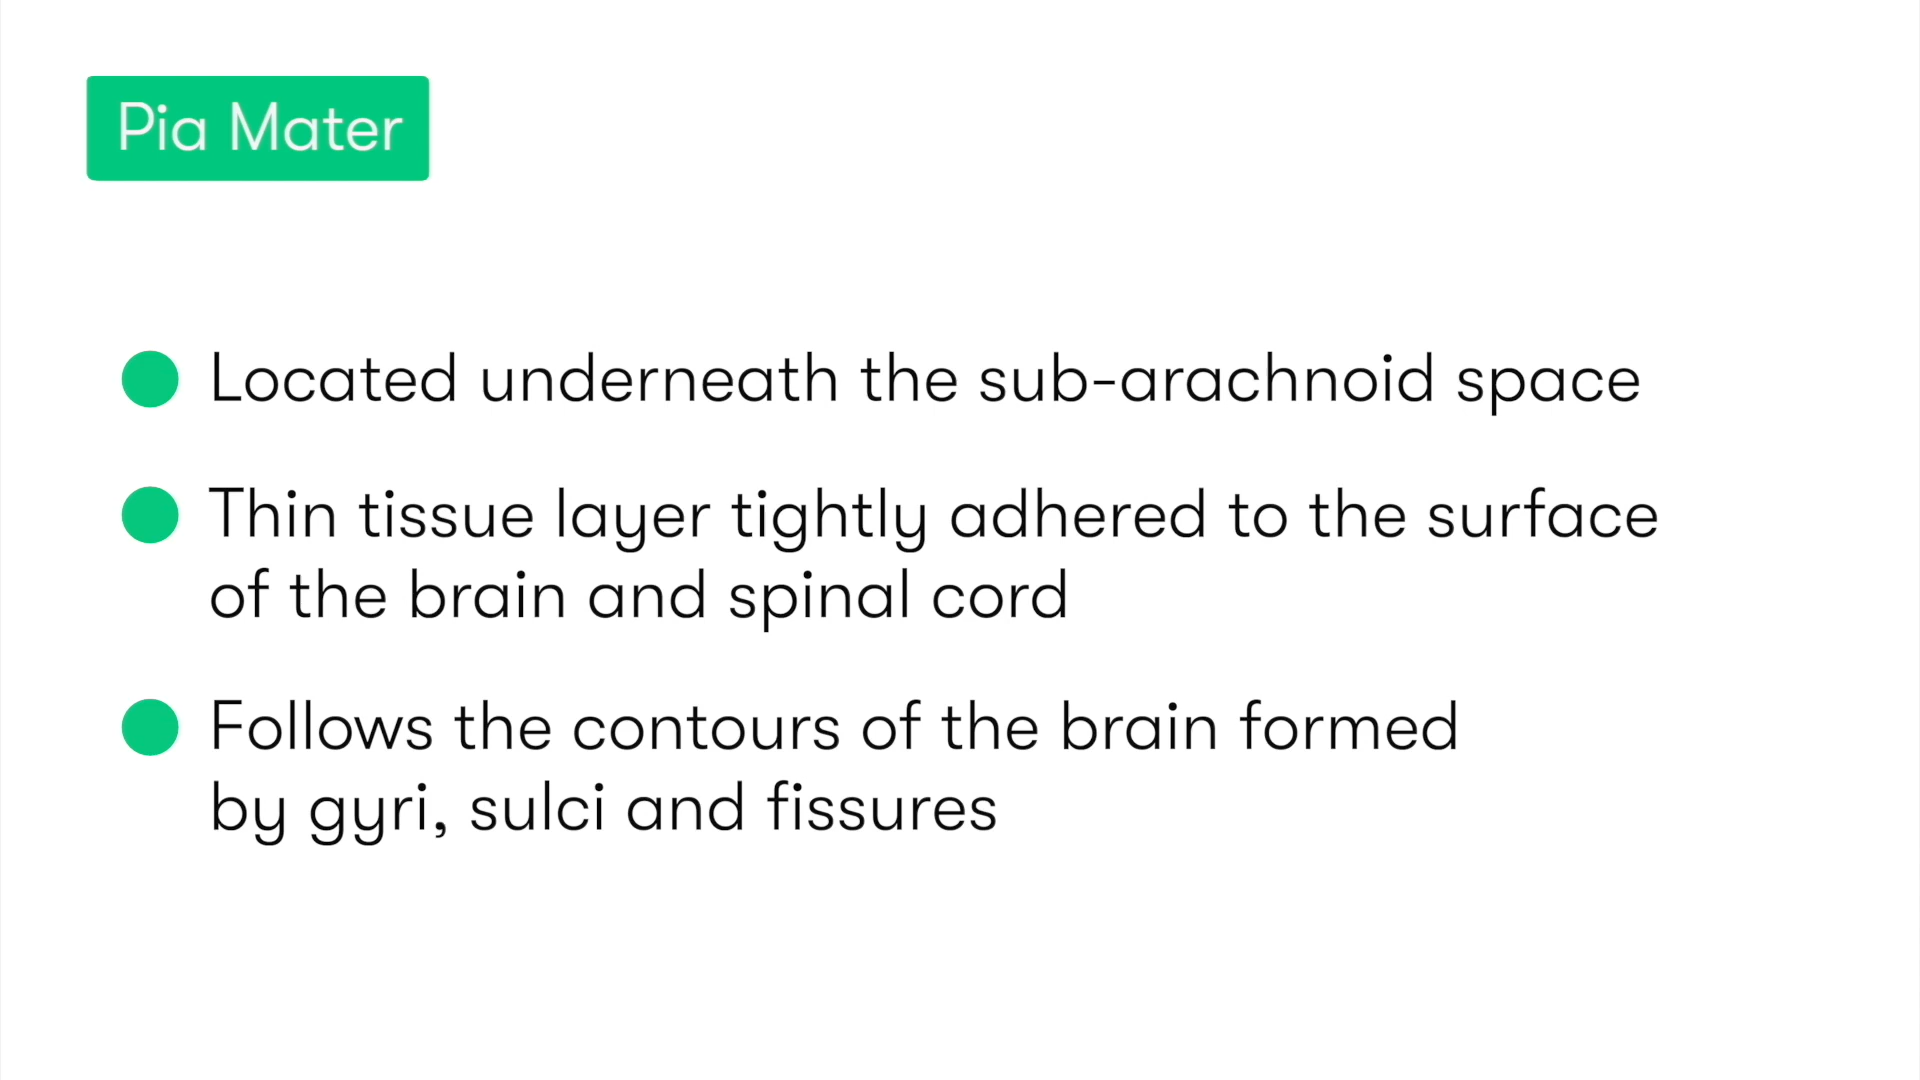 Pia Mater
Located underneath the sub-arachnoid space
Thin tissue layer tightly adhered to the surface
of the brain and spinal cord
Follows the contours of the brain formed
by gyri, sulci and fissures